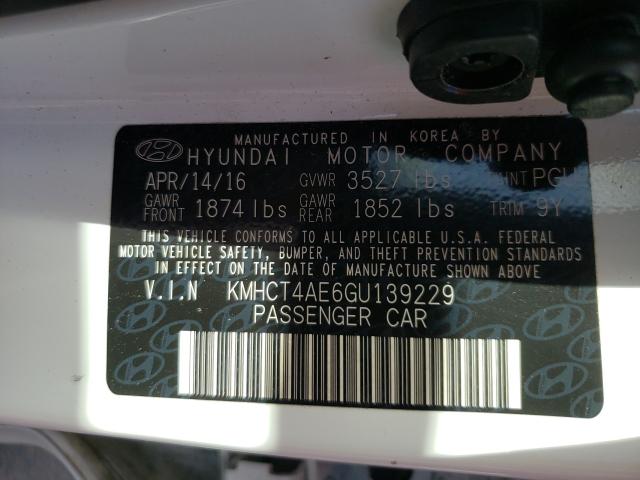 MANUFACTURED IN KOREA BY
HYUNDAI MOTOR COMPANY
APR/14/16 GVWR 3527 lbs PGU
GAWR FRONT 1874 lbs GAWR REAR 1852 lbs TRIM 9Y
THIS VEHICLE CONFORMS TO ALL APPLICABLE U.S.A. FEDERAL
MOTOR VEHICLE SAFETY, BUMPER, AND THEFT PREVENTION STANDARDS
IN EFFECT ON THE DATE OF MANUFACTURE SHOWN ABOVE.
V.I.N KMHCT4AE6GU139229
PASSENGER CAR